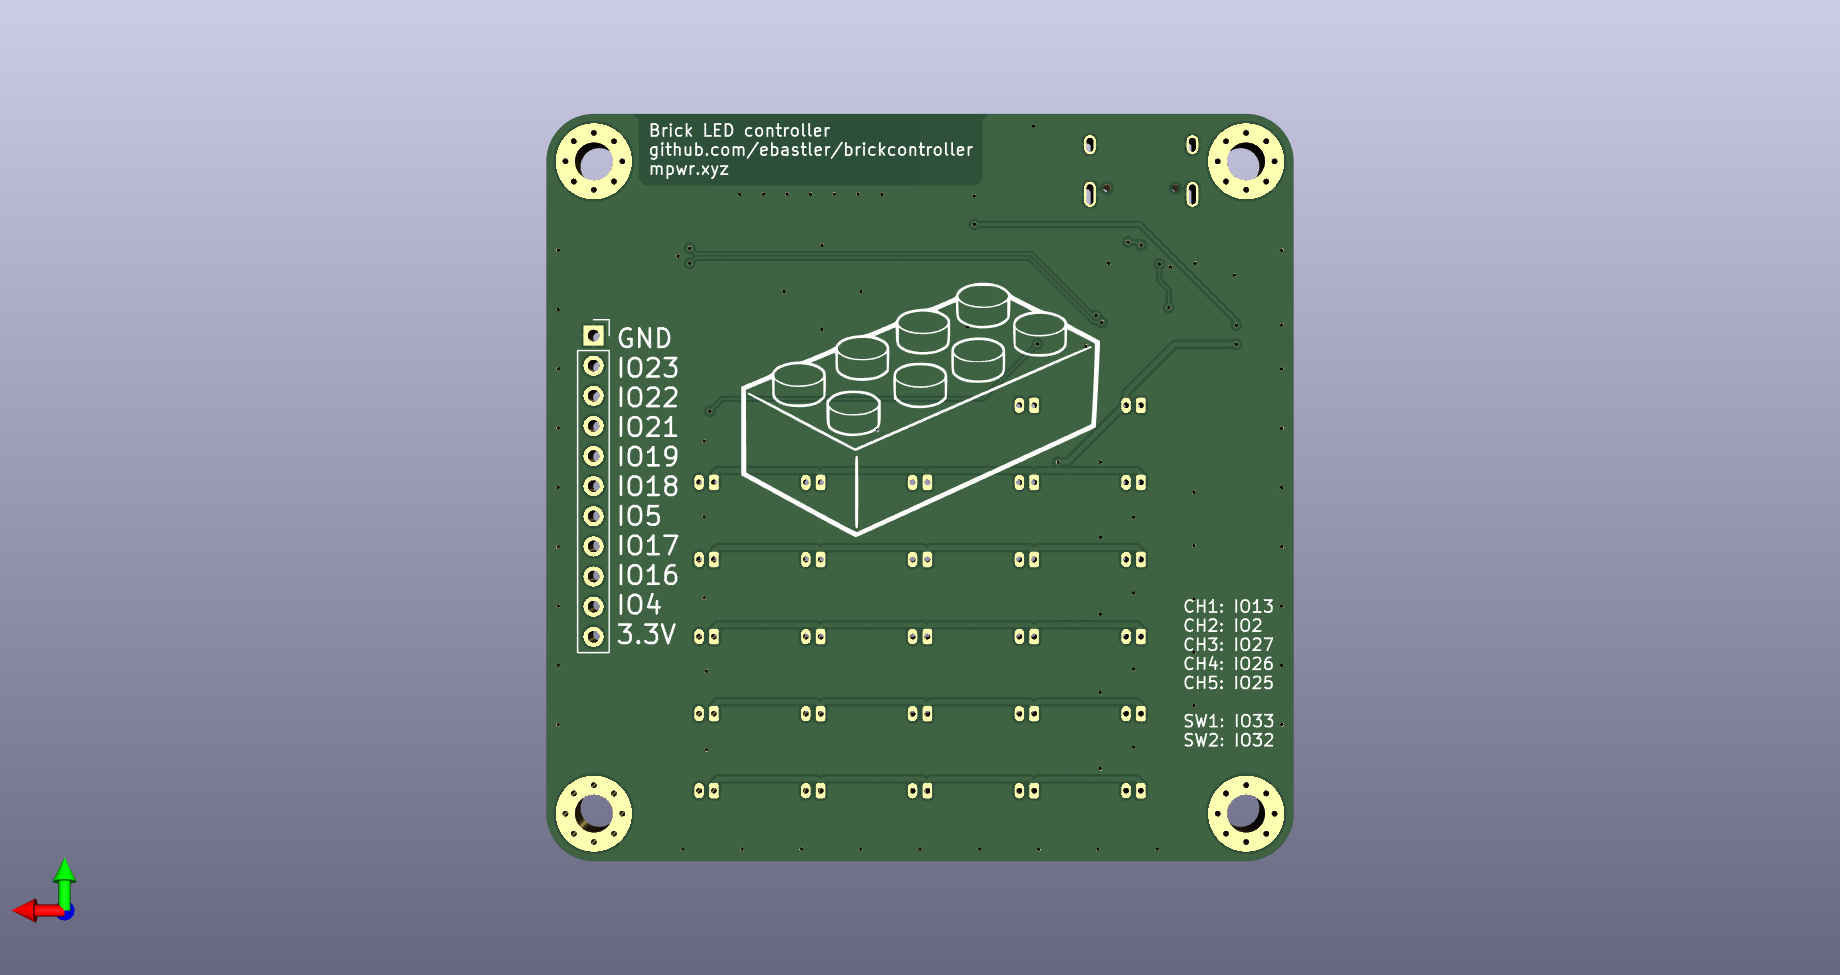 Brick LED controller
github.com/ebastler/brickcontroller
mpwr.xyz
GND
IO23
IO22
IO21
IO19
IO18
IO5
IO17
IO16
IO4
3.3V
CH1: IO13
CH2: IO2
CH3: IO27
CH4: IO26
CH5: IO25
SW1: IO33
SW2: IO32